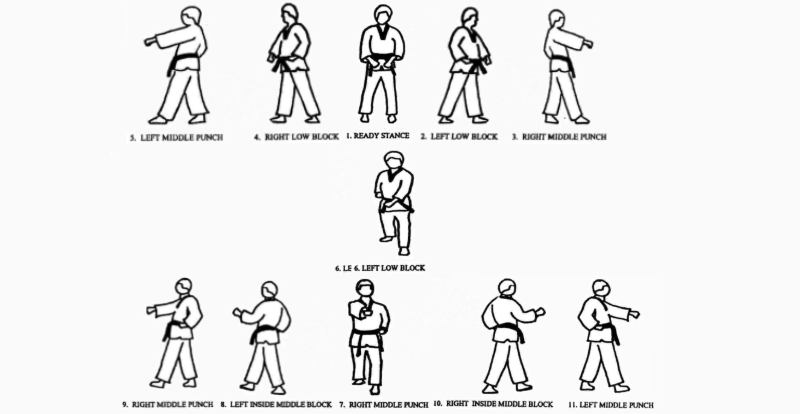 5. LEFT MIDDLE PUNCH
4. RIGHT LOW BLOCK
1. READY STANCE
2. LEFT LOW BLOCK
3. RIGHT MIDDLE PUNCH
6. LE 6. LEFT LOW BLOCK
9. RIGHT MIDDLE PUNCH
8. LEFT INSIDE MIDDLE BLOCK
7. RIGHT MIDDLE PUNCH
10. RIGHT INSIDE MIDDLE BLOCK
11. LEFT MIDDLE PUNCH